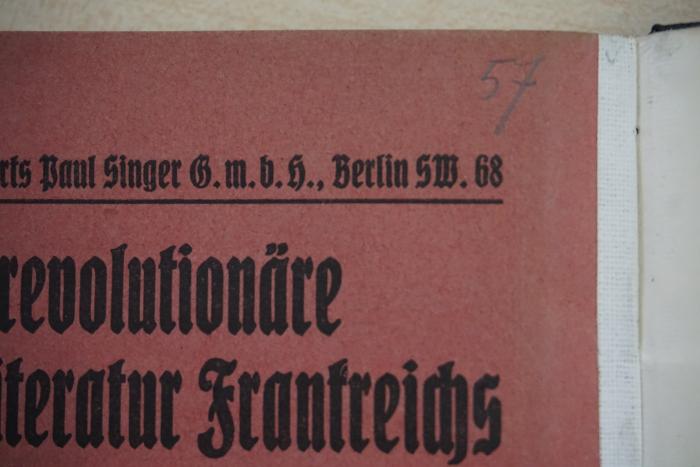 57
rts Paul Singer G. m. b. H., Berlin SW. 68
revolutionäre
iteratur Frankreichs